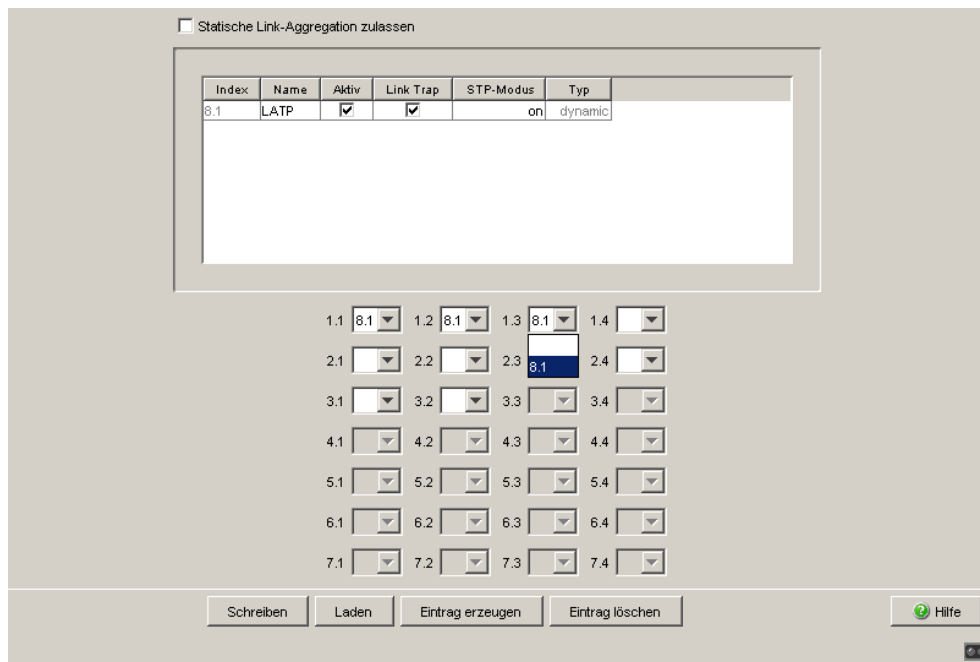 Statische Link-Aggregation zulassen
Index Name Aktiv Link Trap STP-Modus Typ
8.1 LATP on dynamic
1.1 8.1 1.2 8.1 1.3 8.1 1.4
2.1 2.2 2.3 8.1 2.4
3.1 3.2 3.3 3.4
4.1 4.2 4.3 4.4
5.1 5.2 5.3 5.4
6.1 6.2 6.3 6.4
7.1 7.2 7.3 7.4
Schreiben Laden Eintrag erzeugen Eintrag löschen Hilfe